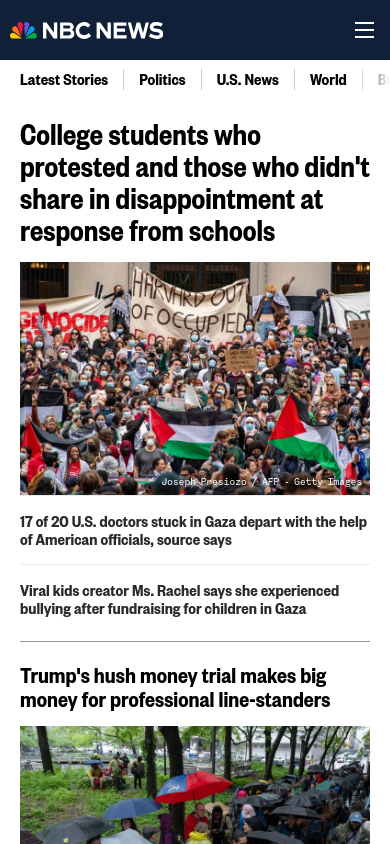 NBC NEWS
Latest Stories
Politics
U.S. News
World
College students who
protested and those who didn't
share in disappointment at
response from schools
HARVARD OUT
OF OCCUPIED
GENOCIDE
Joseph Prezioso / AFP - Getty Images
17 of 20 U.S. doctors stuck in Gaza depart with the help
of American officials, source says
Viral kids creator Ms. Rachel says she experienced
bullying after fundraising for children in Gaza
Trump's hush money trial makes big
money for professional line-standers